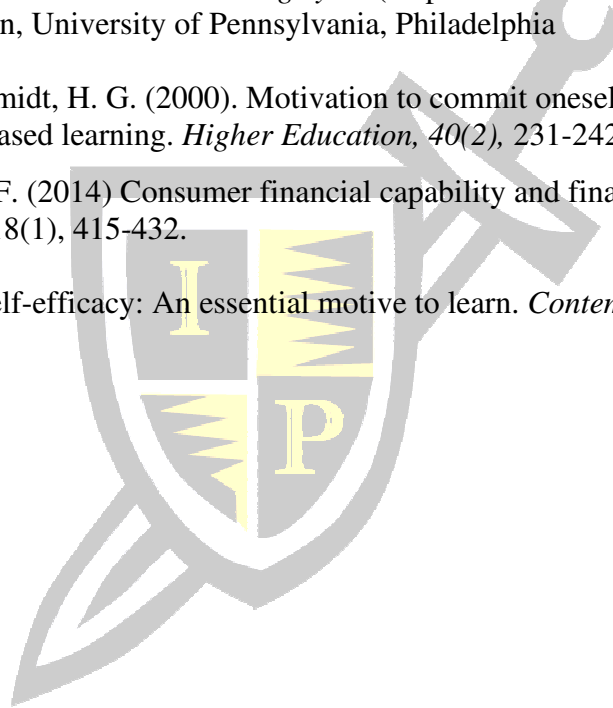 n, University of Pennsylvania, Philadelphia
midt, H. G. (2000). Motivation to commit onesel
ased learning. Higher Education, 40(2), 231-242
F. (2014) Consumer financial capability and fina
8(1), 415-432.
elf-efficacy: An essential motive to learn. Conten
I
P